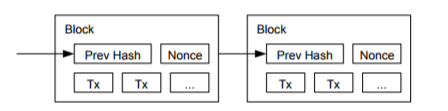 Block Block
Prev Hash Nonce Prev Hash Nonce
Tx Tx ... Tx Tx ...